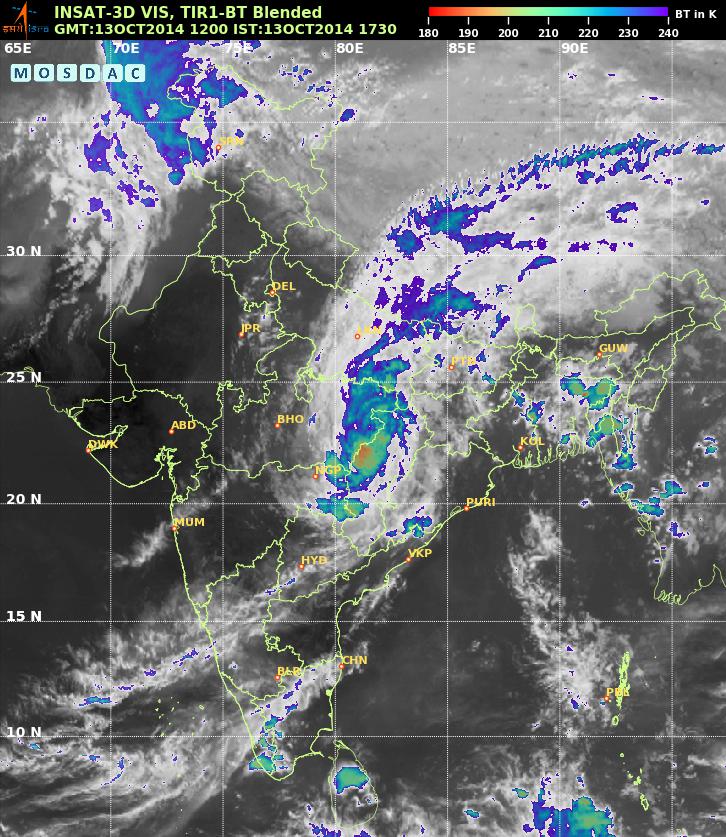 INSAT-3D VIS, TIR1-BT Blended
GMT:13OCT2014 1200 IST:13OCT2014 1730
BT in K
180 190 200 210 220 230 240
65E 70E 75E 80E 85E 90E
MOSDAC
SRN
30 N
DEL
JPR
LKN
GUW
PTN
25 N
ABD
BHO
DWK
KOL
NGP
20 N
PURI
MUM
HYD
VKP
15 N
BLR
CHN
PBL
10 N